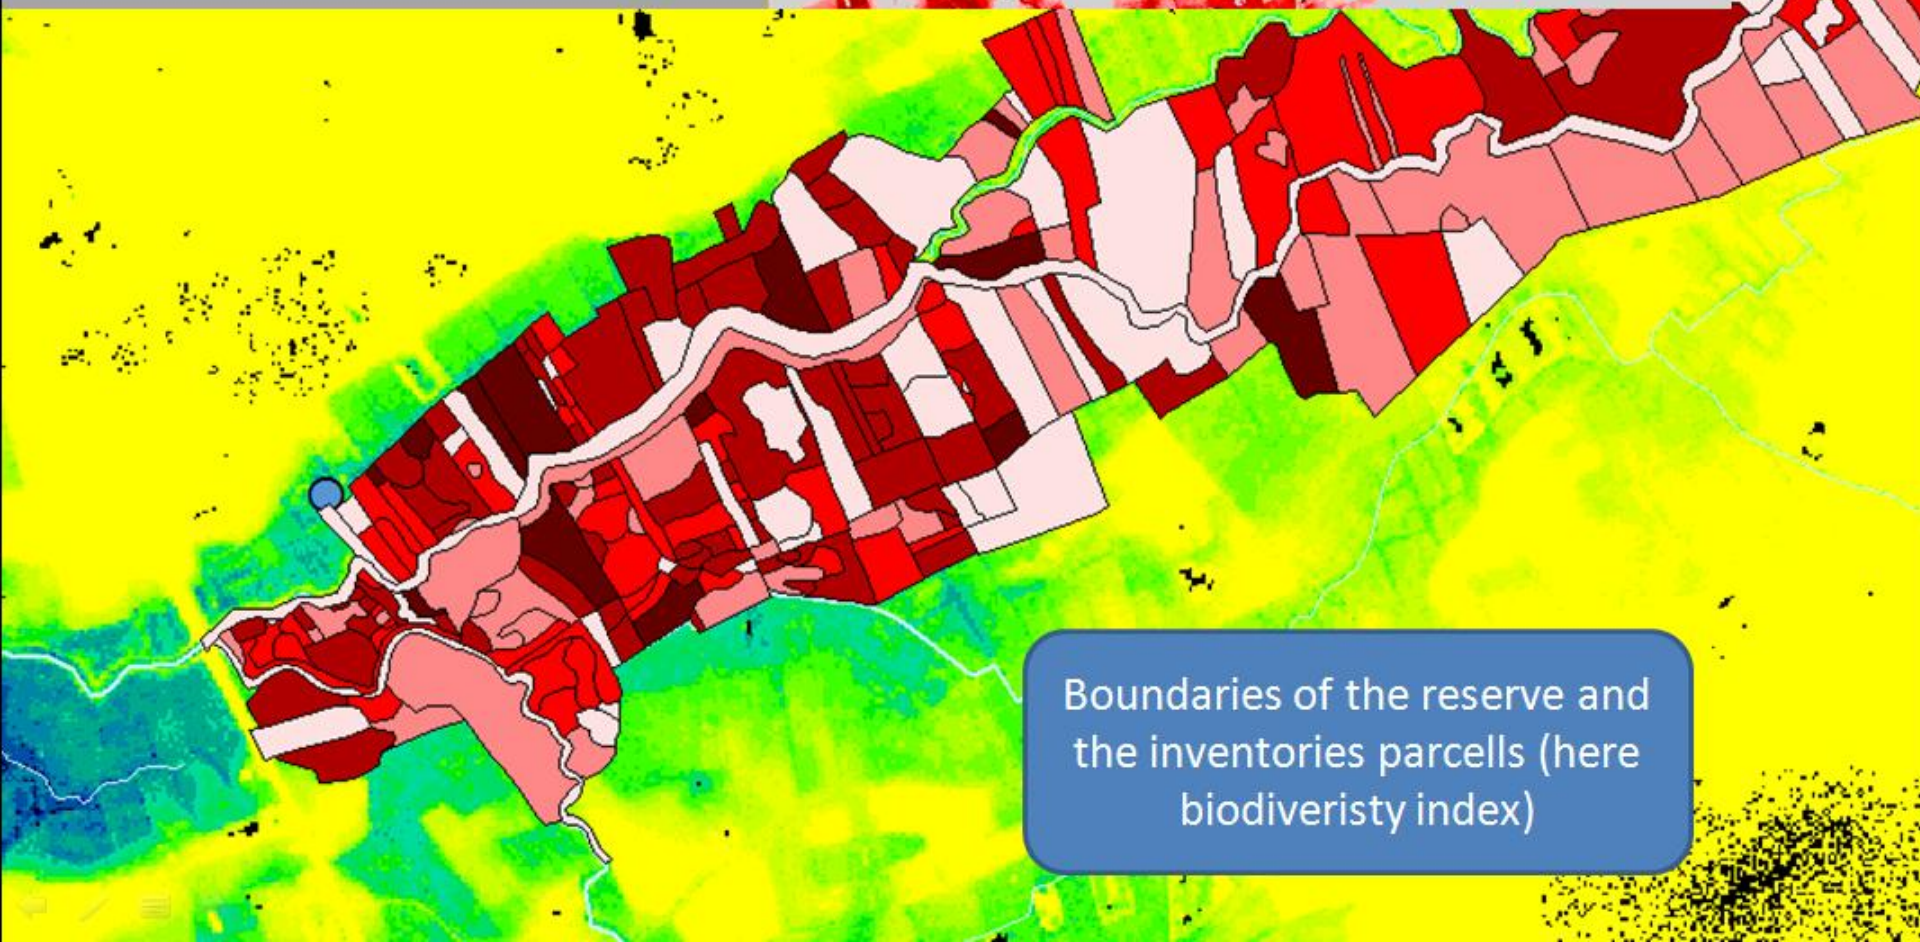 Boundaries of the reserve and
the inventories parcells (here
biodiveristy index)